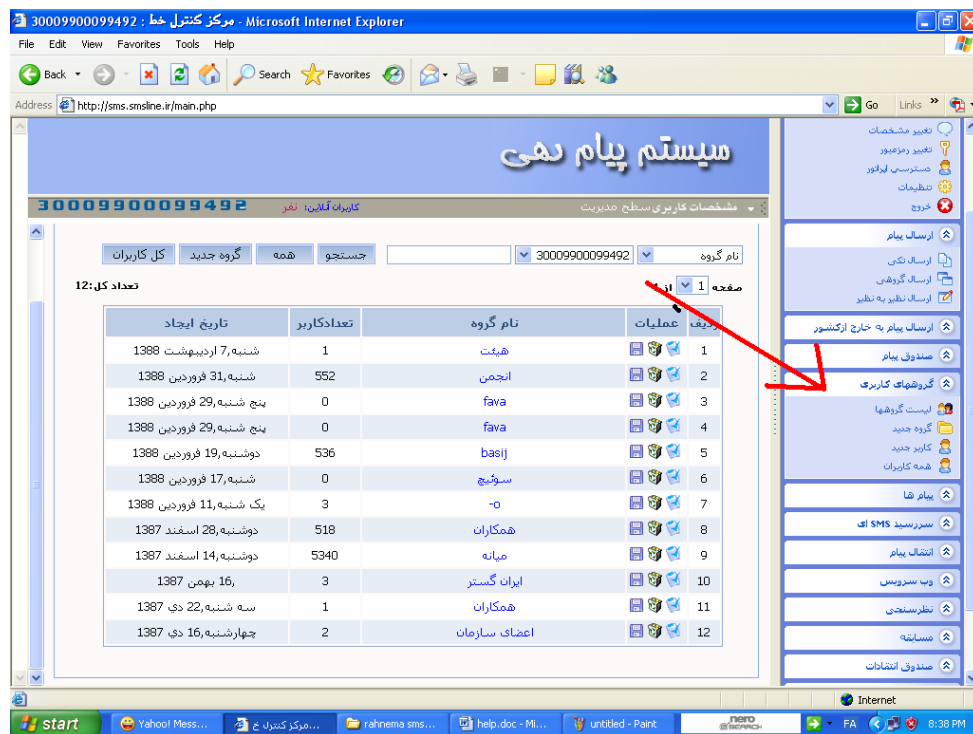 مرکز کنترل خط : 30009900099492 - Microsoft Internet Explorer
File Edit View Favorites Tools Help
Back Search Favorites
Address http://sms.smsline.ir/main.php Go Links »
سیستم پیام دهی
مشخصات کاربری سطح مدیریت
کاربران آنلاین: نفر
30009900099492
نام گروه 30009900099492 جستجو همه گروه جدید کل کاربران
صفحه 1 از
تعداد کل:12
ردیف عملیات نام گروه تعدادکاربر تاریخ ایجاد
1 هیئت 1 شنبه,7 اردیبهشت 1388
2 انجمن 552 شنبه,31 فروردین 1388
3 fava 0 پنج شنبه,29 فروردین 1388
4 fava 0 پنج شنبه,29 فروردین 1388
5 basij 536 دوشنبه,19 فروردین 1388
6 سوئیچ 0 شنبه,17 فروردین 1388
7 -o 3 یک شنبه,11 فروردین 1388
8 همکاران 518 دوشنبه,28 اسفند 1387
9 میانه 5340 دوشنبه,14 اسفند 1387
10 ایران گستر 3 ,16 بهمن 1387
11 همکاران 1 سه شنبه,22 دي 1387
12 اعضای سازمان 2 چهارشنبه,16 دي 1387
تغییر مشخصات
تغییر رمزعبور
دسترسی اپراتور
تنظیمات
خروج
ارسال پیام
ارسال تکی
ارسال گروهی
ارسال نظیر به نظیر
ارسال پیام به خارج ازکشور
صندوق پیام
گروههای کاربری
لیست گروهها
گروه جدید
کاربر جدید
همه کاربران
پیام ها
سررسید SMS ای
انتقال پیام
وب سرویس
نظرسنجی
مسابقه
صندوق انتقادات
Internet
start Yahoo! Mess... مرکز کنترل خ... rahnema sms... help.doc - Mi... untitled - Paint nero SEARCH FA 8:38 PM